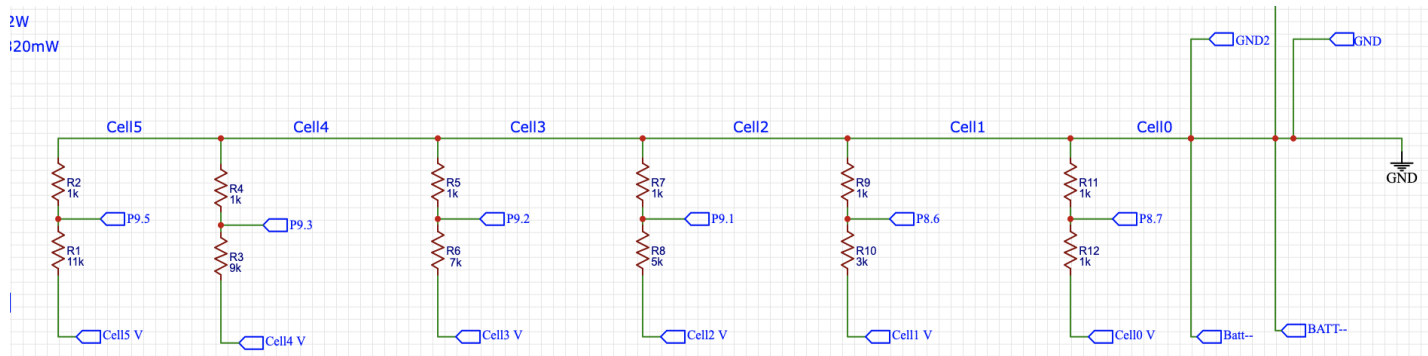 2W
320mW
GND2
GND
Cell5
Cell4
Cell3
Cell2
Cell1
Cell0
GND
R2
1k
R4
1k
R5
1k
R7
1k
R9
1k
R11
1k
P9.5
P9.3
P9.2
P9.1
P8.6
P8.7
R1
11k
R3
9k
R6
7k
R8
5k
R10
3k
R12
1k
Cell5 V
Cell4 V
Cell3 V
Cell2 V
Cell1 V
Cell0 V
Batt--
BATT--